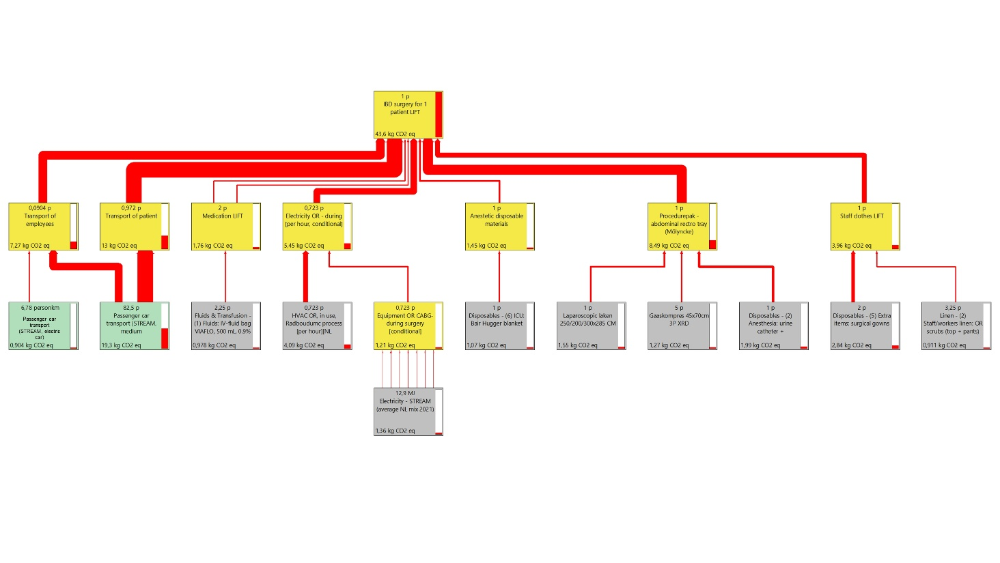 1 p
IBD surgery for 1
patient LIFT
43,6 kg CO2 eq
0,0904 p
Transport of
employees
7,27 kg CO2 eq
0,972 p
Transport of patient
13 kg CO2 eq
2 p
Medication LIFT
1,76 kg CO2 eq
0,723 p
Electricity OR - during
[per hour, conditional]
5,45 kg CO2 eq
1 p
Anestetic disposable
materials
1,45 kg CO2 eq
1 p
Procedurepak -
abdominal rectro tray
(Mölyncke)
8,49 kg CO2 eq
1 p
Staff clothes LIFT
3,96 kg CO2 eq
6,78 personkm
Passenger car
transport
(STREAM, electric
car)
0,904 kg CO2 eq
82,5 p
Passenger car
transport (STREAM,
medium
19,3 kg CO2 eq
2,25 p
Fluids & Transfusion -
(1) Fluids: IV-fluid bag
VIAFLO, 500 mL, 0.9%
0,978 kg CO2 eq
0,723 p
HVAC OR, in use,
Radboudumc process
[per hour][NL
4,09 kg CO2 eq
0,723 p
Equipment OR CABG-
during surgery
[conditional]
1,21 kg CO2 eq
1 p
Disposables - (6) ICU:
Bair Hugger blanket
1,07 kg CO2 eq
1 p
Laparoscopic laken
250/200/300x285 CM
1,55 kg CO2 eq
5 p
Gaaskompres 45x70cm
3P XRD
1,27 kg CO2 eq
1 p
Disposables - (2)
Anesthesia: urine
catheter +
1,99 kg CO2 eq
2 p
Disposables - (5) Extra
items: surgical gowns
2,84 kg CO2 eq
3,25 p
Linen - (2)
Staff/workers linen: OR
scrubs (top + pants)
0,911 kg CO2 eq
12,9 MJ
Electricity - STREAM
(average NL mix 2021)
1,36 kg CO2 eq